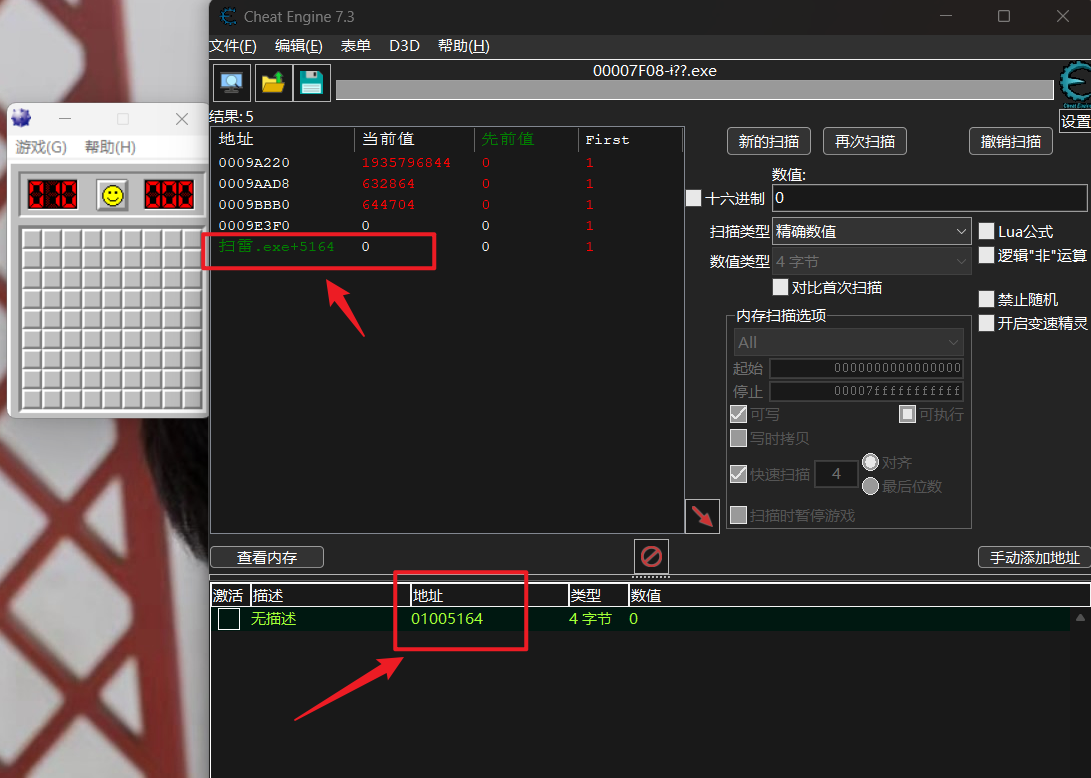 Cheat Engine 7.3
文件(F) 编辑(E) 表单 D3D 帮助(H)
00007F08-ɨ??.exe
Cheat Engine
设置
结果: 5
地址 当前值 先前值 First
0009A220 1935796844 0 1
0009AAD8 632864 0 1
0009BBB0 644704 0 1
0009E3F0 0 0 1
扫雷.exe+5164 0 0 1
游戏(G) 帮助(H)
010 000
新的扫描 再次扫描 撤销扫描
数值:
十六进制 0
扫描类型 精确数值
Lua公式
数值类型 4 字节
逻辑"非"运算
对比首次扫描
禁止随机
内存扫描选项
开启变速精灵
All
起始 0000000000000000
停止 00007fffffffffff
可写 可执行
写时拷贝
快速扫描 4 对齐
最后位数
扫描时暂停游戏
查看内存 手动添加地址
激活 描述 地址 类型 数值
无描述 01005164 4 字节 0